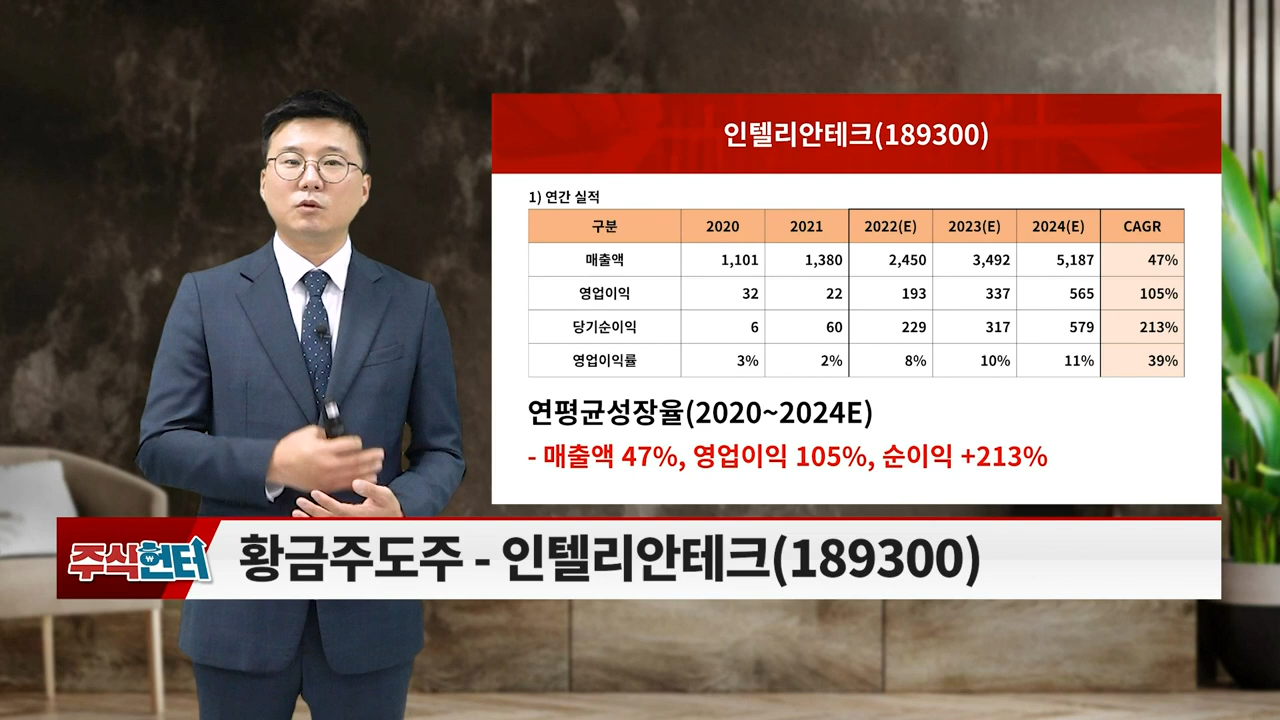 인텔리안테크(189300)
1) 연간 실적
구분 2020 2021 2022(E) 2023(E) 2024(E) CAGR
매출액 1,101 1,380 2,450 3,492 5,187 47%
영업이익 32 22 193 337 565 105%
당기순이익 6 60 229 317 579 213%
영업이익률 3% 2% 8% 10% 11% 39%
연평균성장율(2020~2024E)
- 매출액 47%, 영업이익 105%, 순이익 +213%
주식헌터 황금주도주 - 인텔리안테크(189300)